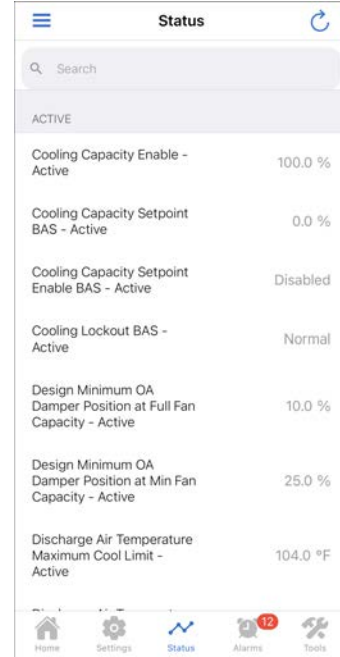 Status
Search
ACTIVE
Cooling Capacity Enable -
Active
100.0 %
Cooling Capacity Setpoint
BAS - Active
0.0 %
Cooling Capacity Setpoint
Enable BAS - Active
Disabled
Cooling Lockout BAS -
Active
Normal
Design Minimum OA
Damper Position at Full Fan
Capacity - Active
10.0 %
Design Minimum OA
Damper Position at Min Fan
Capacity - Active
25.0 %
Discharge Air Temperature
Maximum Cool Limit -
Active
104.0 °F
12
Home
Settings
Status
Alarms
Tools